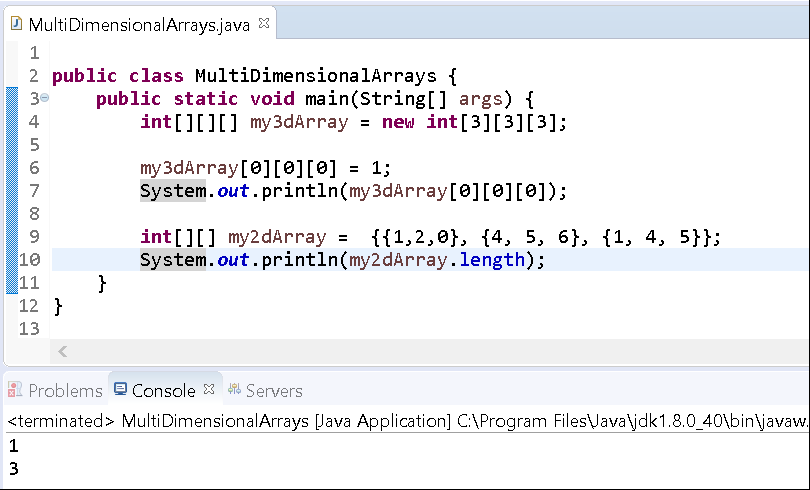 MultiDimensionalArrays.java
1
2 public class MultiDimensionalArrays {
3 public static void main(String[] args) {
4 int[][][] my3dArray = new int[3][3][3];
5
6 my3dArray[0][0][0] = 1;
7 System.out.println(my3dArray[0][0][0]);
8
9 int[][] my2dArray =  {{1,2,0}, {4, 5, 6}, {1, 4, 5}};
10 System.out.println(my2dArray.length);
11 }
12 }
13
Problems Console Servers
<terminated> MultiDimensionalArrays [Java Application] C:\Program Files\Java\jdk1.8.0_40\bin\javaw.
1
3